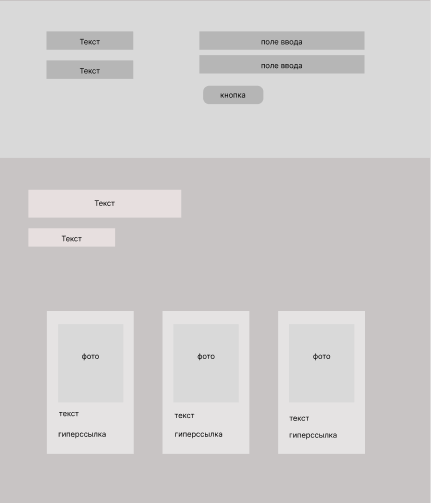 Текст
поле ввода
Текст
поле ввода
кнопка
Текст
Текст
фото
фото
фото
текст
текст
текст
гиперссылка
гиперссылка
гиперссылка